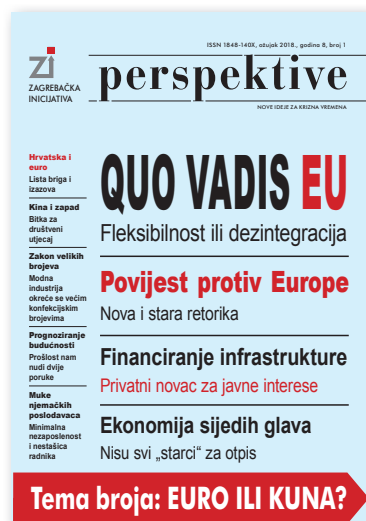 ISSN 1848-140X, ožujak 2018., godina 8, broj 1
ZI
ZAGREBAČKA
INICIJATIVA
perspektive
NOVE IDEJE ZA KRIZNA VREMENA
Hrvatska i
euro
Lista briga i
izazova
Kina i zapad
Bitka za
društveni
utjecaj
Zakon velikih
brojeva
Modna
industrija
okreće se većim
konfekcijskim
brojevima
Prognoziranje
budućnosti
Prošlost nam
nudi dvije
poruke
Muke
njemačkih
poslodavaca
Minimalna
nezaposlenost
i nestašica
radnika
QUO VADIS EU
Fleksibilnost ili dezintegracija
Povijest protiv Europe
Nova i stara retorika
Financiranje infrastrukture
Privatni novac za javne interese
Ekonomija sijedih glava
Nisu svi „starci“ za otpis
Tema broja: EURO ILI KUNA?